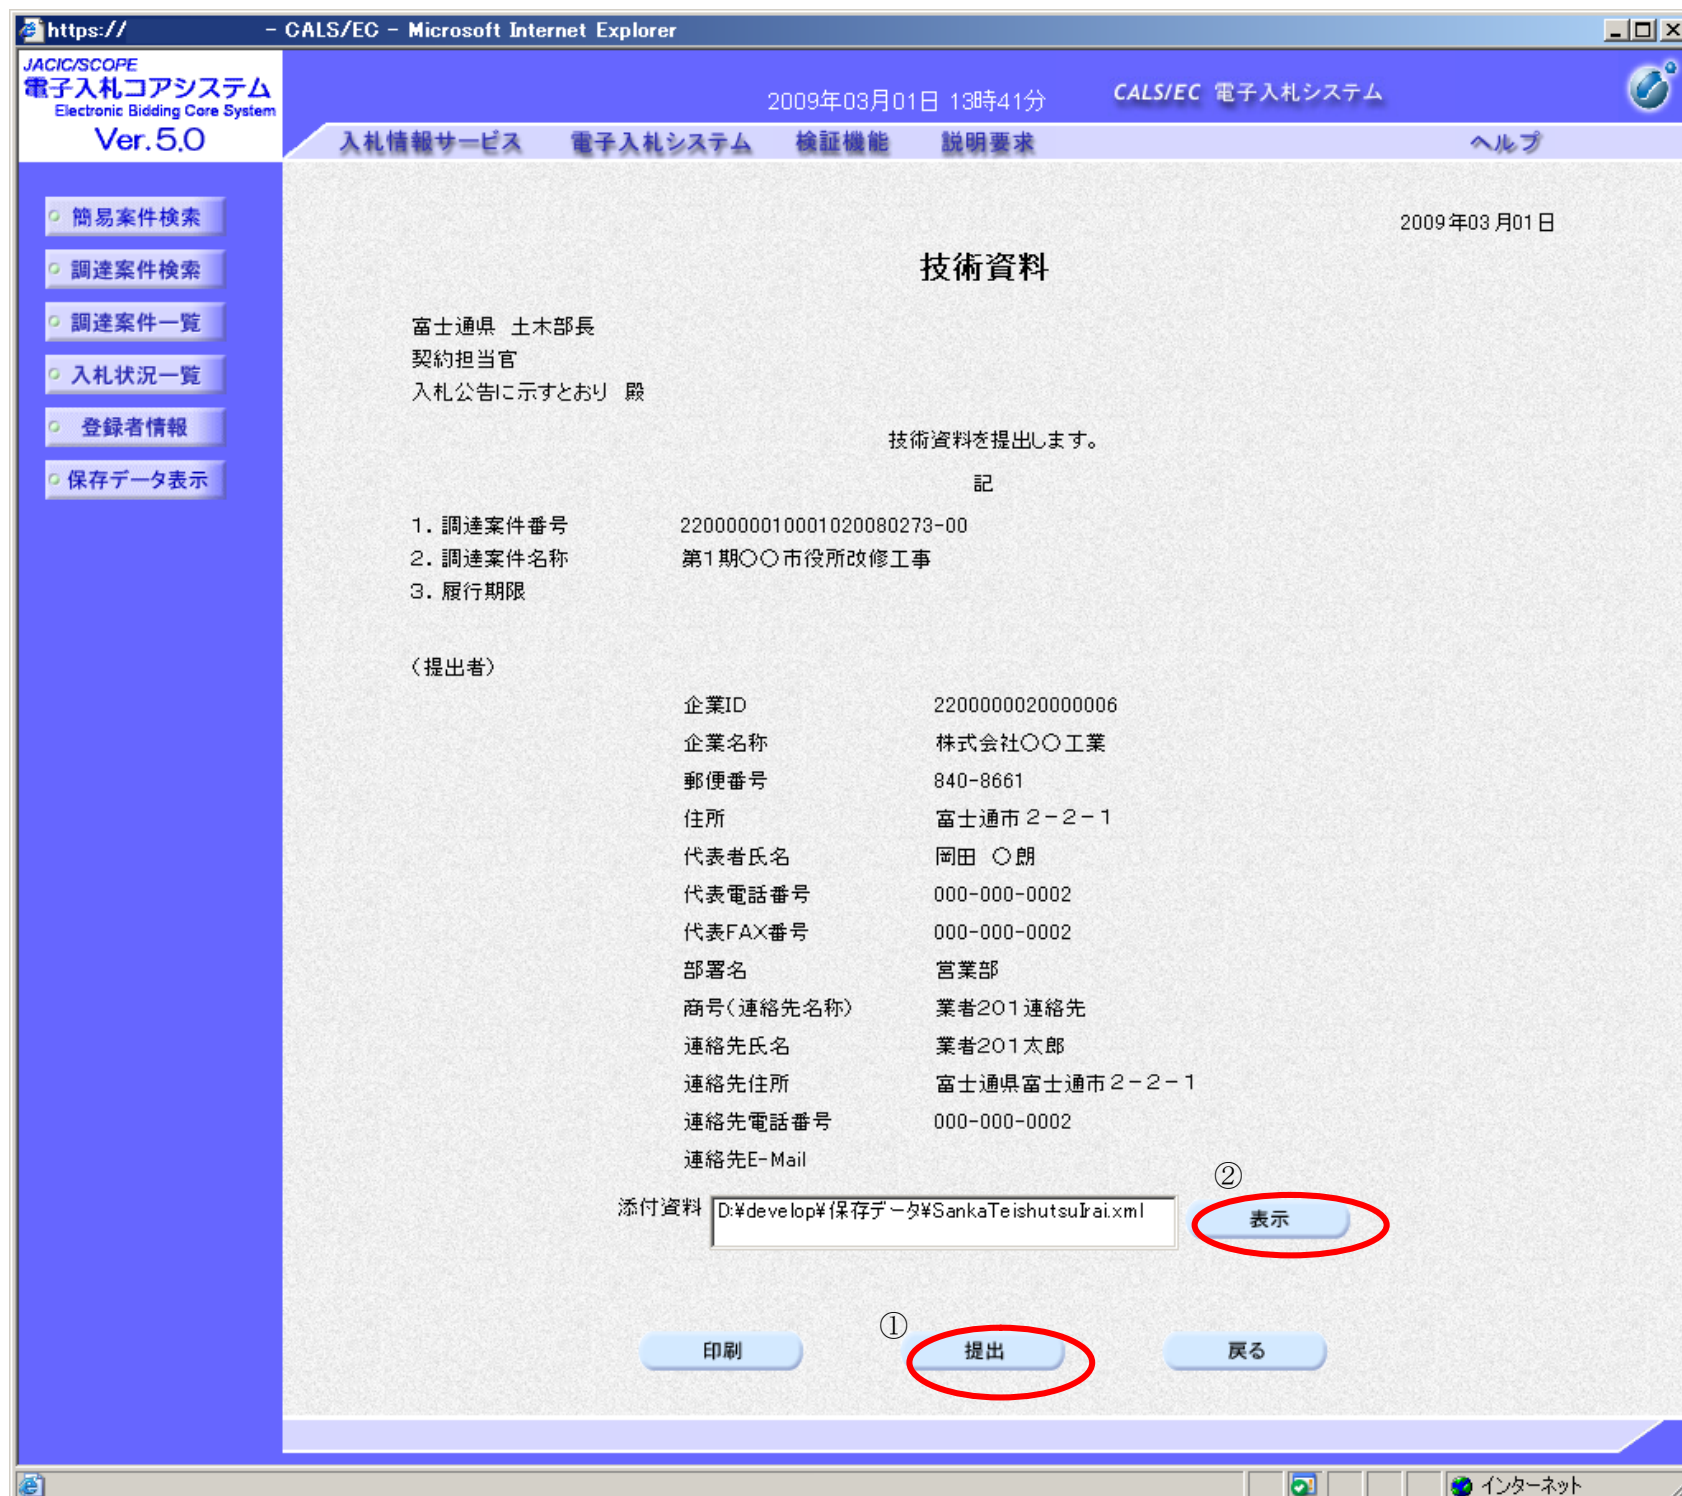 https:// - CALS/EC - Microsoft Internet Explorer
JACIC/SCOPE
電子入札コアシステム
Electronic Bidding Core System
Ver.5.0
2009年03月01日 13時41分
CALS/EC 電子入札システム
入札情報サービス 電子入札システム 検証機能 説明要求 ヘルプ
簡易案件検索
調達案件検索
調達案件一覧
入札状況一覧
登録者情報
保存データ表示
2009年03月01日
技術資料
富士通県 土木部長
契約担当官
入札公告に示すとおり 殿
技術資料を提出します。
記
1.調達案件番号 2200000010001020080273-00
2.調達案件名称 第1期〇〇市役所改修工事
3.履行期限
(提出者)
企業ID 2200000020000006
企業名称 株式会社〇〇工業
郵便番号 840-8661
住所 富士通市2-2-1
代表者氏名 岡田 〇朗
代表電話番号 000-000-0002
代表FAX番号 000-000-0002
部署名 営業部
商号(連絡先名称) 業者201連絡先
連絡先氏名 業者201太郎
連絡先住所 富士通県富士通市2-2-1
連絡先電話番号 000-000-0002
連絡先E-Mail
②
添付資料 D:¥develop¥保存データ¥SankaTeishutsuIrai.xml 表示
①
印刷 提出 戻る
インターネット